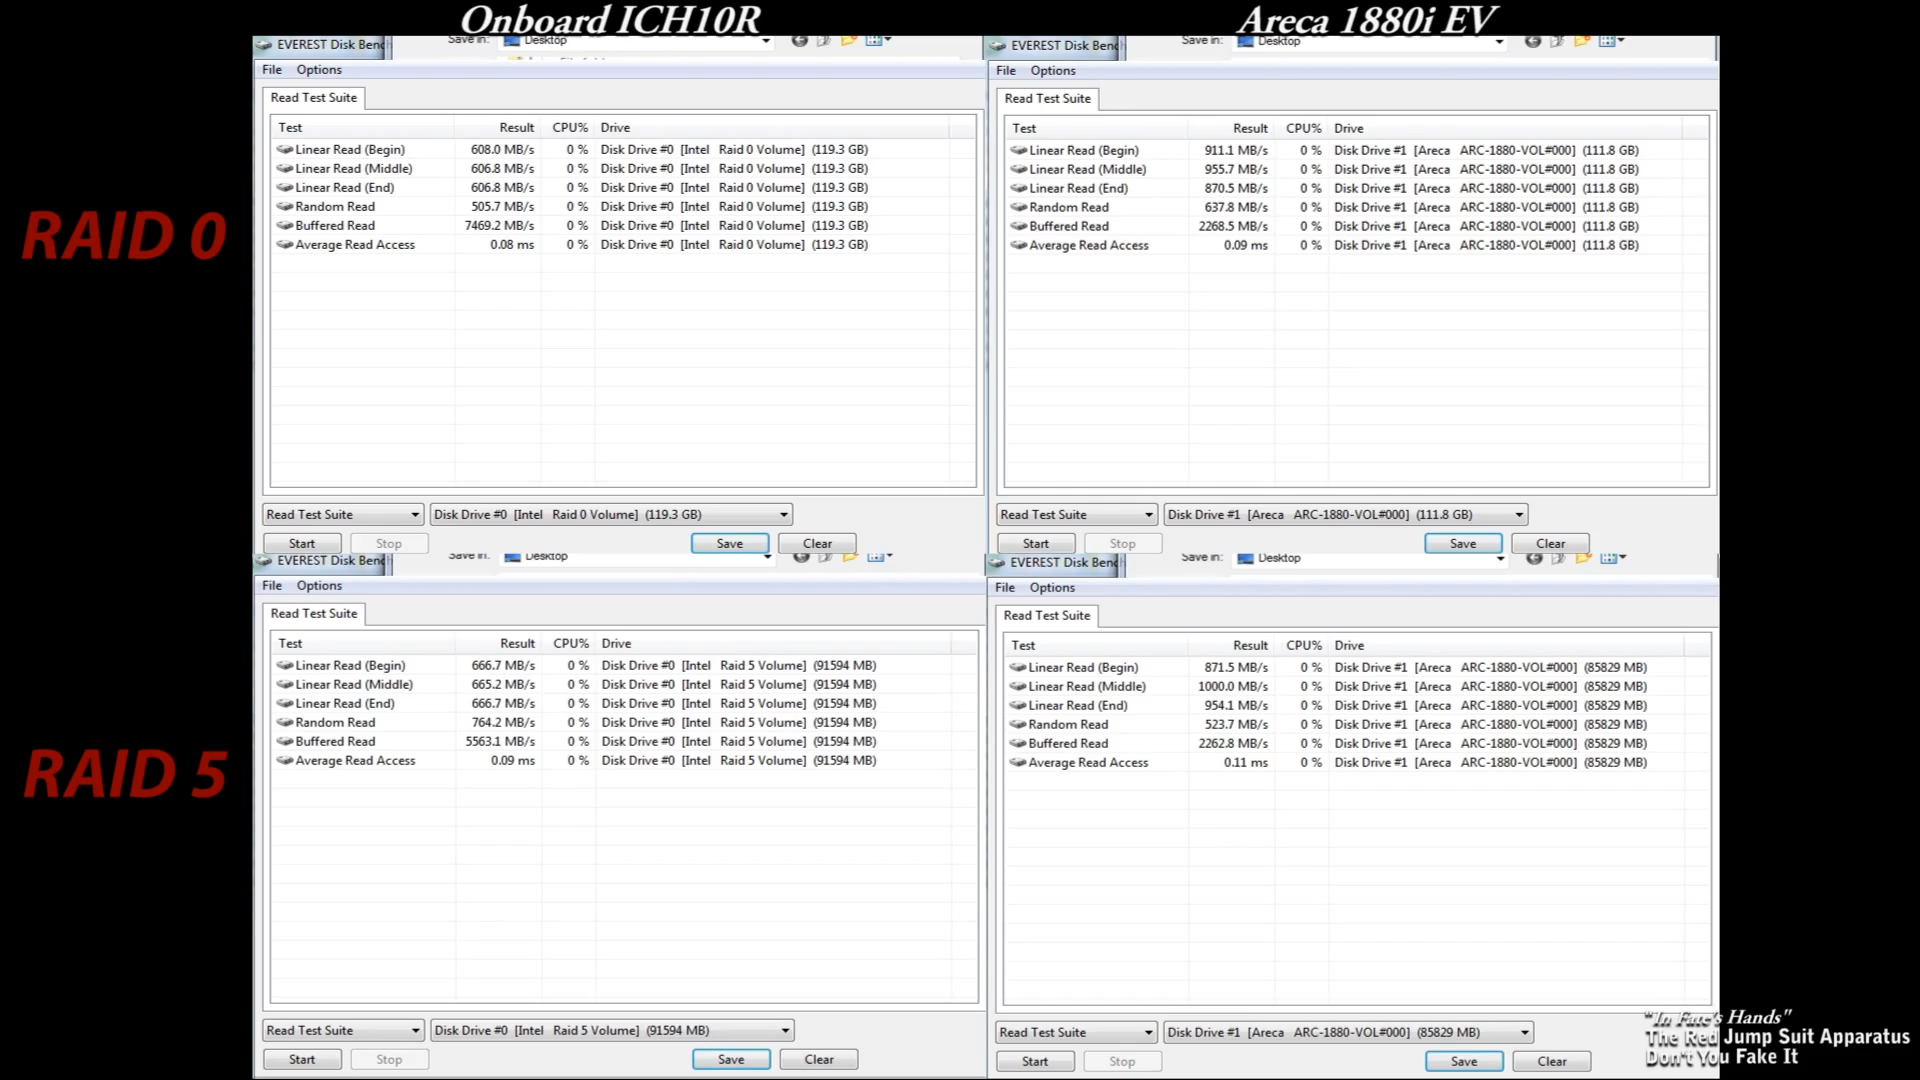 Onboard ICH10R
Areca 1880i EV
RAID 0
EVEREST Disk Benc
Save in: Desktop
File Options
Read Test Suite
Test Result CPU% Drive
Linear Read (Begin) 608.0 MB/s 0 % Disk Drive #0 [Intel Raid 0 Volume] (119.3 GB)
Linear Read (Middle) 606.8 MB/s 0 % Disk Drive #0 [Intel Raid 0 Volume] (119.3 GB)
Linear Read (End) 606.8 MB/s 0 % Disk Drive #0 [Intel Raid 0 Volume] (119.3 GB)
Random Read 505.7 MB/s 0 % Disk Drive #0 [Intel Raid 0 Volume] (119.3 GB)
Buffered Read 7469.2 MB/s 0 % Disk Drive #0 [Intel Raid 0 Volume] (119.3 GB)
Average Read Access 0.08 ms 0 % Disk Drive #0 [Intel Raid 0 Volume] (119.3 GB)
Read Test Suite Disk Drive #0 [Intel Raid 0 Volume] (119.3 GB)
Start Stop Save Clear
EVEREST Disk Benc
Save in: Desktop
File Options
Read Test Suite
Test Result CPU% Drive
Linear Read (Begin) 911.1 MB/s 0 % Disk Drive #1 [Areca ARC-1880-VOL#000] (111.8 GB)
Linear Read (Middle) 955.7 MB/s 0 % Disk Drive #1 [Areca ARC-1880-VOL#000] (111.8 GB)
Linear Read (End) 870.5 MB/s 0 % Disk Drive #1 [Areca ARC-1880-VOL#000] (111.8 GB)
Random Read 637.8 MB/s 0 % Disk Drive #1 [Areca ARC-1880-VOL#000] (111.8 GB)
Buffered Read 2268.5 MB/s 0 % Disk Drive #1 [Areca ARC-1880-VOL#000] (111.8 GB)
Average Read Access 0.09 ms 0 % Disk Drive #1 [Areca ARC-1880-VOL#000] (111.8 GB)
Read Test Suite Disk Drive #1 [Areca ARC-1880-VOL#000] (111.8 GB)
Start Stop Save Clear
RAID 5
EVEREST Disk Benc
Save in: Desktop
File Options
Read Test Suite
Test Result CPU% Drive
Linear Read (Begin) 666.7 MB/s 0 % Disk Drive #0 [Intel Raid 5 Volume] (91594 MB)
Linear Read (Middle) 665.2 MB/s 0 % Disk Drive #0 [Intel Raid 5 Volume] (91594 MB)
Linear Read (End) 666.7 MB/s 0 % Disk Drive #0 [Intel Raid 5 Volume] (91594 MB)
Random Read 764.2 MB/s 0 % Disk Drive #0 [Intel Raid 5 Volume] (91594 MB)
Buffered Read 5563.1 MB/s 0 % Disk Drive #0 [Intel Raid 5 Volume] (91594 MB)
Average Read Access 0.09 ms 0 % Disk Drive #0 [Intel Raid 5 Volume] (91594 MB)
Read Test Suite Disk Drive #0 [Intel Raid 5 Volume] (91594 MB)
Start Stop Save Clear
EVEREST Disk Benc
Save in: Desktop
File Options
Read Test Suite
Test Result CPU% Drive
Linear Read (Begin) 871.5 MB/s 0 % Disk Drive #1 [Areca ARC-1880-VOL#000] (85829 MB)
Linear Read (Middle) 1000.0 MB/s 0 % Disk Drive #1 [Areca ARC-1880-VOL#000] (85829 MB)
Linear Read (End) 954.1 MB/s 0 % Disk Drive #1 [Areca ARC-1880-VOL#000] (85829 MB)
Random Read 523.7 MB/s 0 % Disk Drive #1 [Areca ARC-1880-VOL#000] (85829 MB)
Buffered Read 2262.8 MB/s 0 % Disk Drive #1 [Areca ARC-1880-VOL#000] (85829 MB)
Average Read Access 0.11 ms 0 % Disk Drive #1 [Areca ARC-1880-VOL#000] (85829 MB)
Read Test Suite Disk Drive #1 [Areca ARC-1880-VOL#000] (85829 MB)
Start Stop Save Clear
"In Fate's Hands"
The Red Jump Suit Apparatus
Don't You Fake It